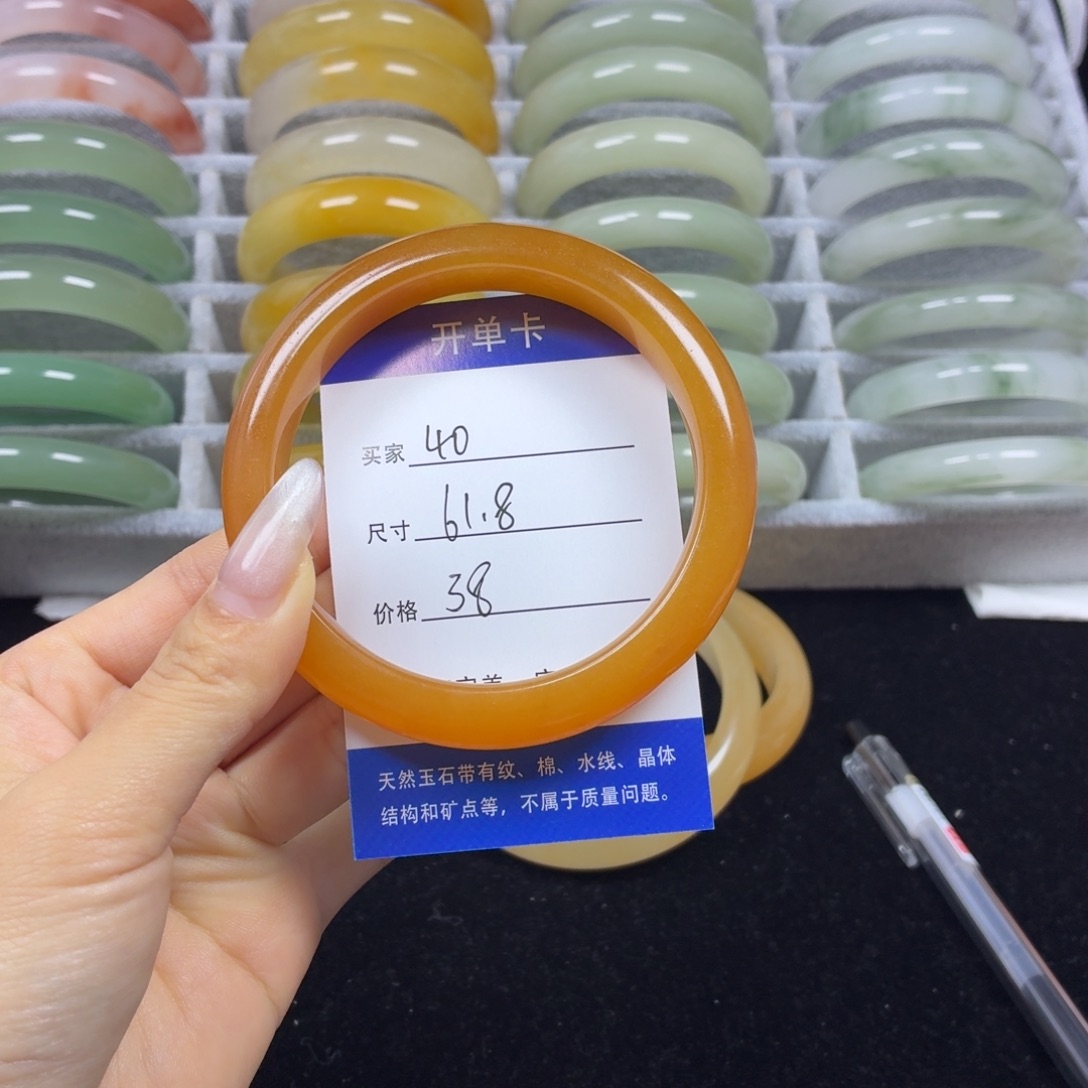 开单卡
买家 40
尺寸 61.8
价格 38
天然玉石带有纹、棉、水线、晶体
结构和矿点等，不属于质量问题。